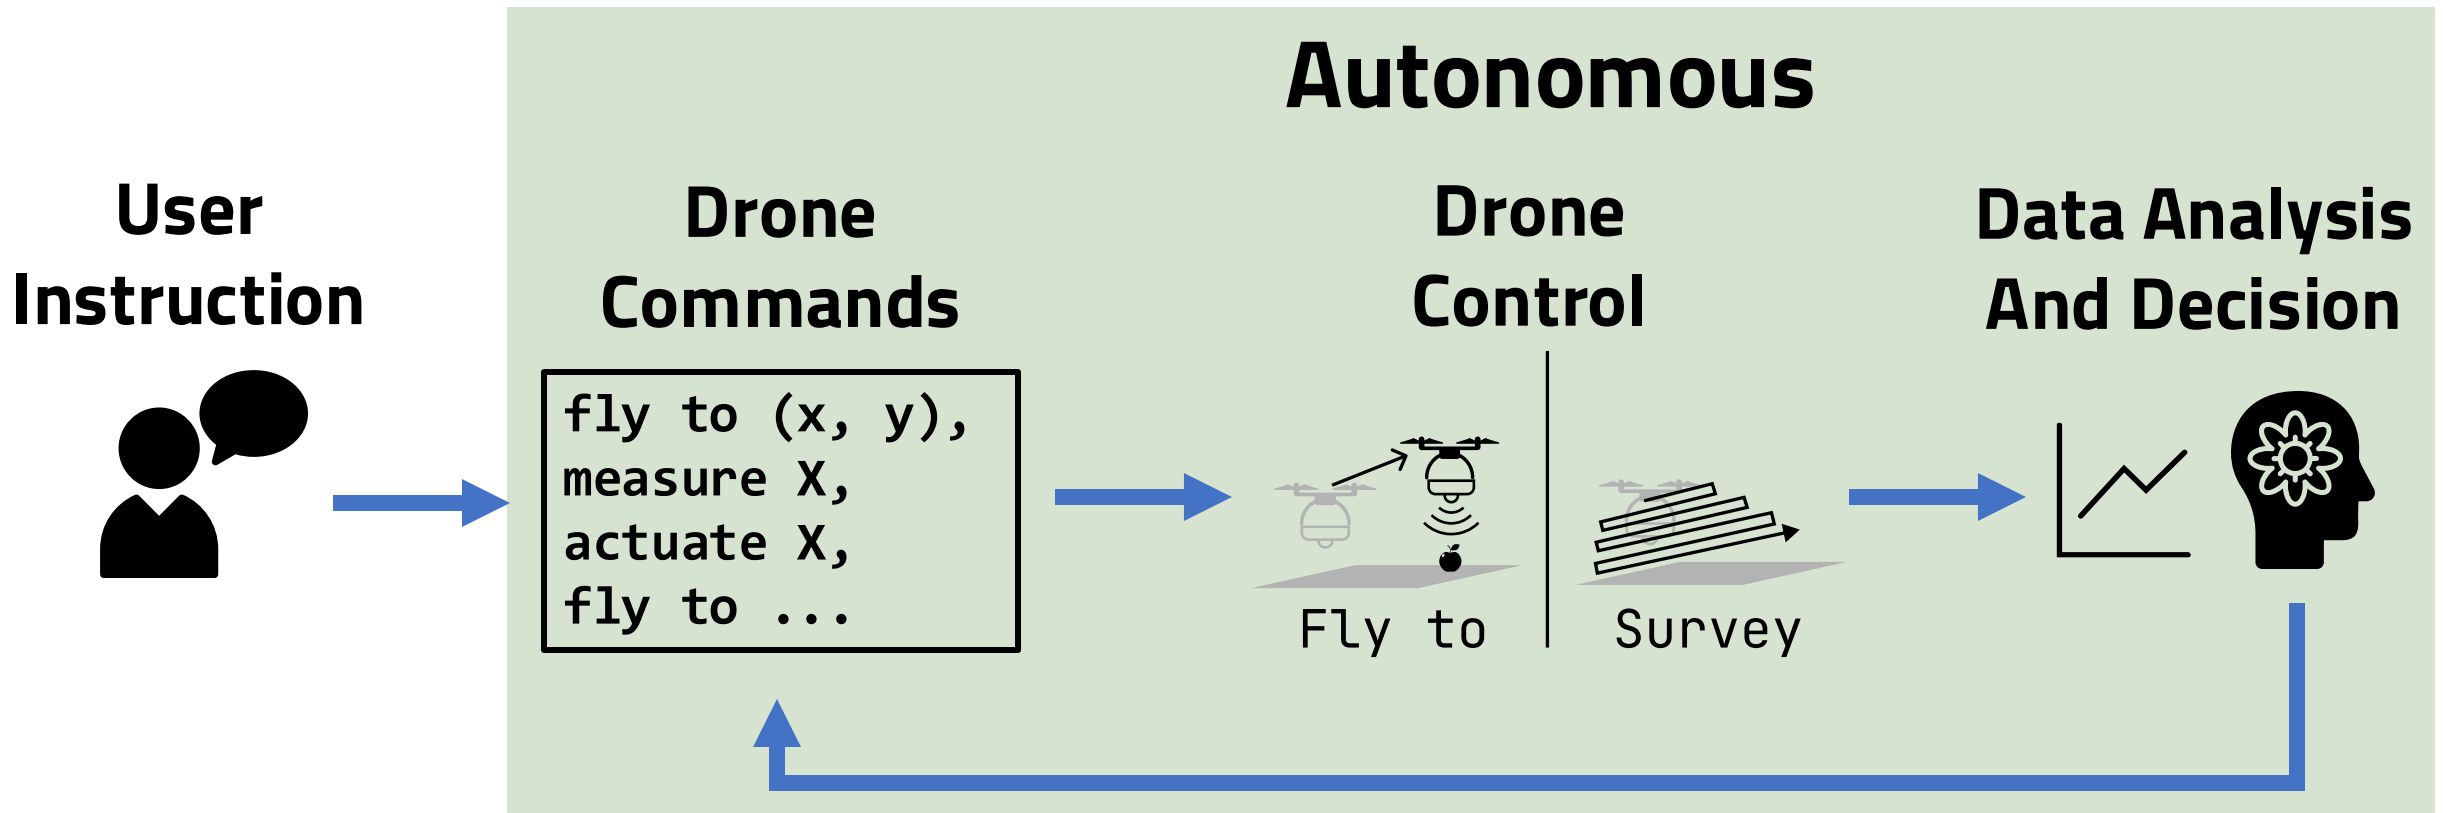 Autonomous
User
Instruction
Drone
Commands
fly to (x, y),
measure X,
actuate X,
fly to ...
Drone
Control
Fly to
Survey
Data Analysis
And Decision